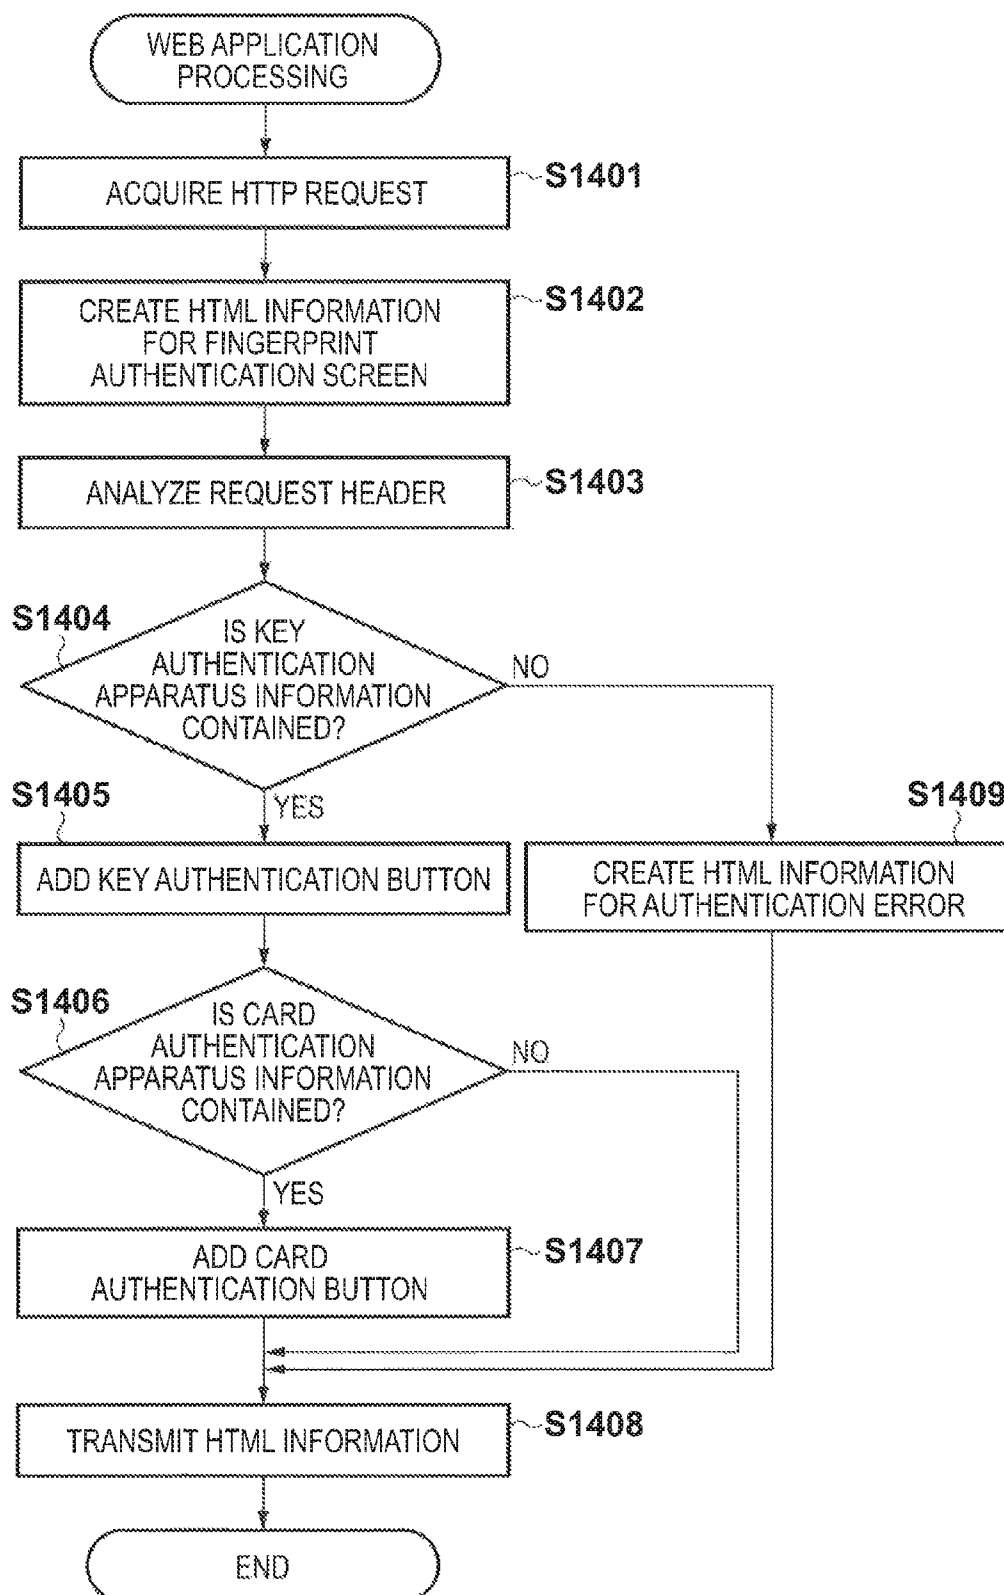 WEB APPLICATION
PROCESSING
S1401
ACQUIRE HTTP REQUEST
S1402
CREATE HTML INFORMATION
FOR FINGERPRINT
AUTHENTICATION SCREEN
S1403
ANALYZE REQUEST HEADER
S1404
IS KEY
AUTHENTICATION
APPARATUS INFORMATION
CONTAINED?
NO
YES
S1405
ADD KEY AUTHENTICATION BUTTON
S1409
CREATE HTML INFORMATION
FOR AUTHENTICATION ERROR
S1406
IS CARD
AUTHENTICATION
APPARATUS INFORMATION
CONTAINED?
NO
YES
S1407
ADD CARD
AUTHENTICATION BUTTON
S1408
TRANSMIT HTML INFORMATION
END